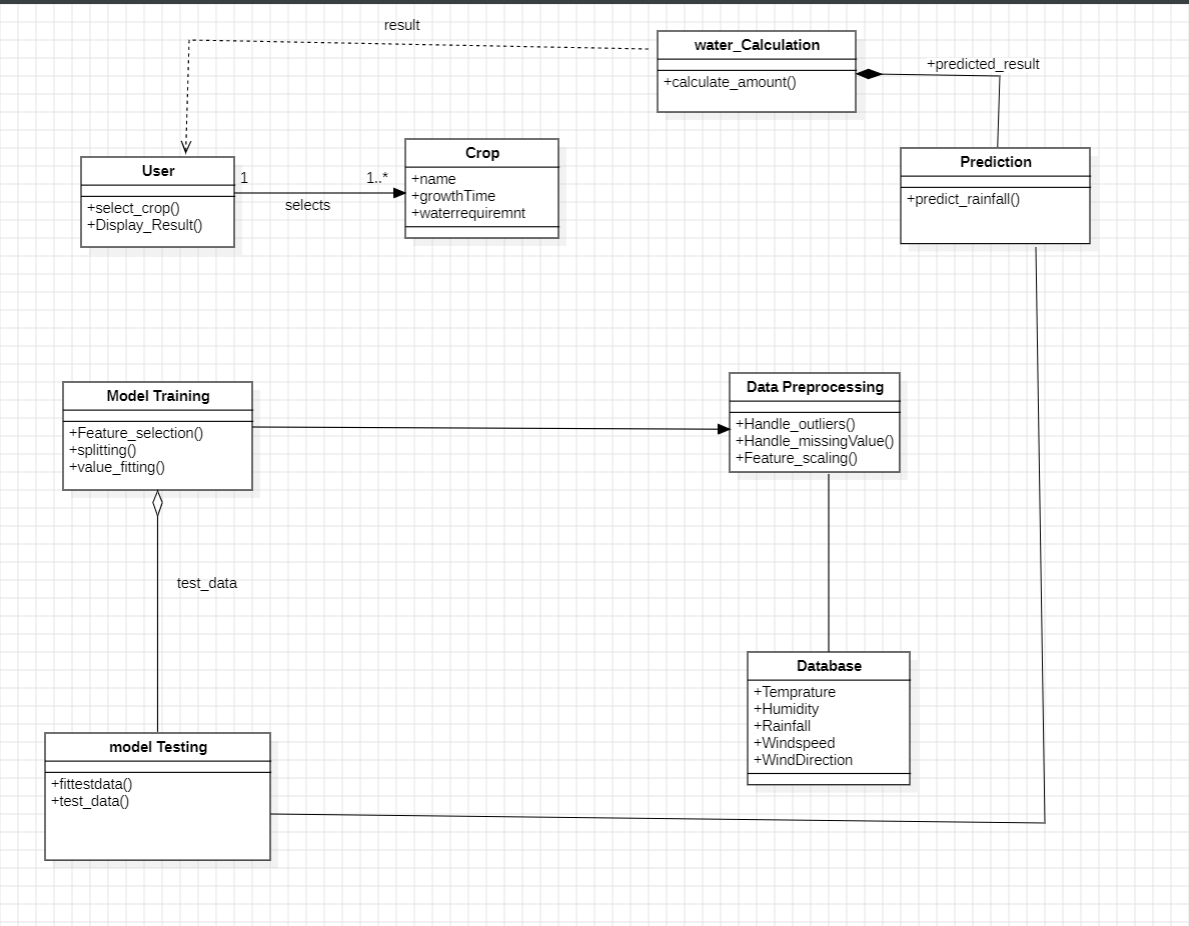 result
water_Calculation
+calculate_amount()
+predicted_result
User
+select_crop()
+Display_Result()
1
1..*
selects
Crop
+name
+growthTime
+waterrequiremnt
Prediction
+predict_rainfall()
Model Training
+Feature_selection()
+splitting()
+value_fitting()
Data Preprocessing
+Handle_outliers()
+Handle_missingValue()
+Feature_scaling()
test_data
Database
+Temprature
+Humidity
+Rainfall
+Windspeed
+WindDirection
model Testing
+fittestdata()
+test_data()